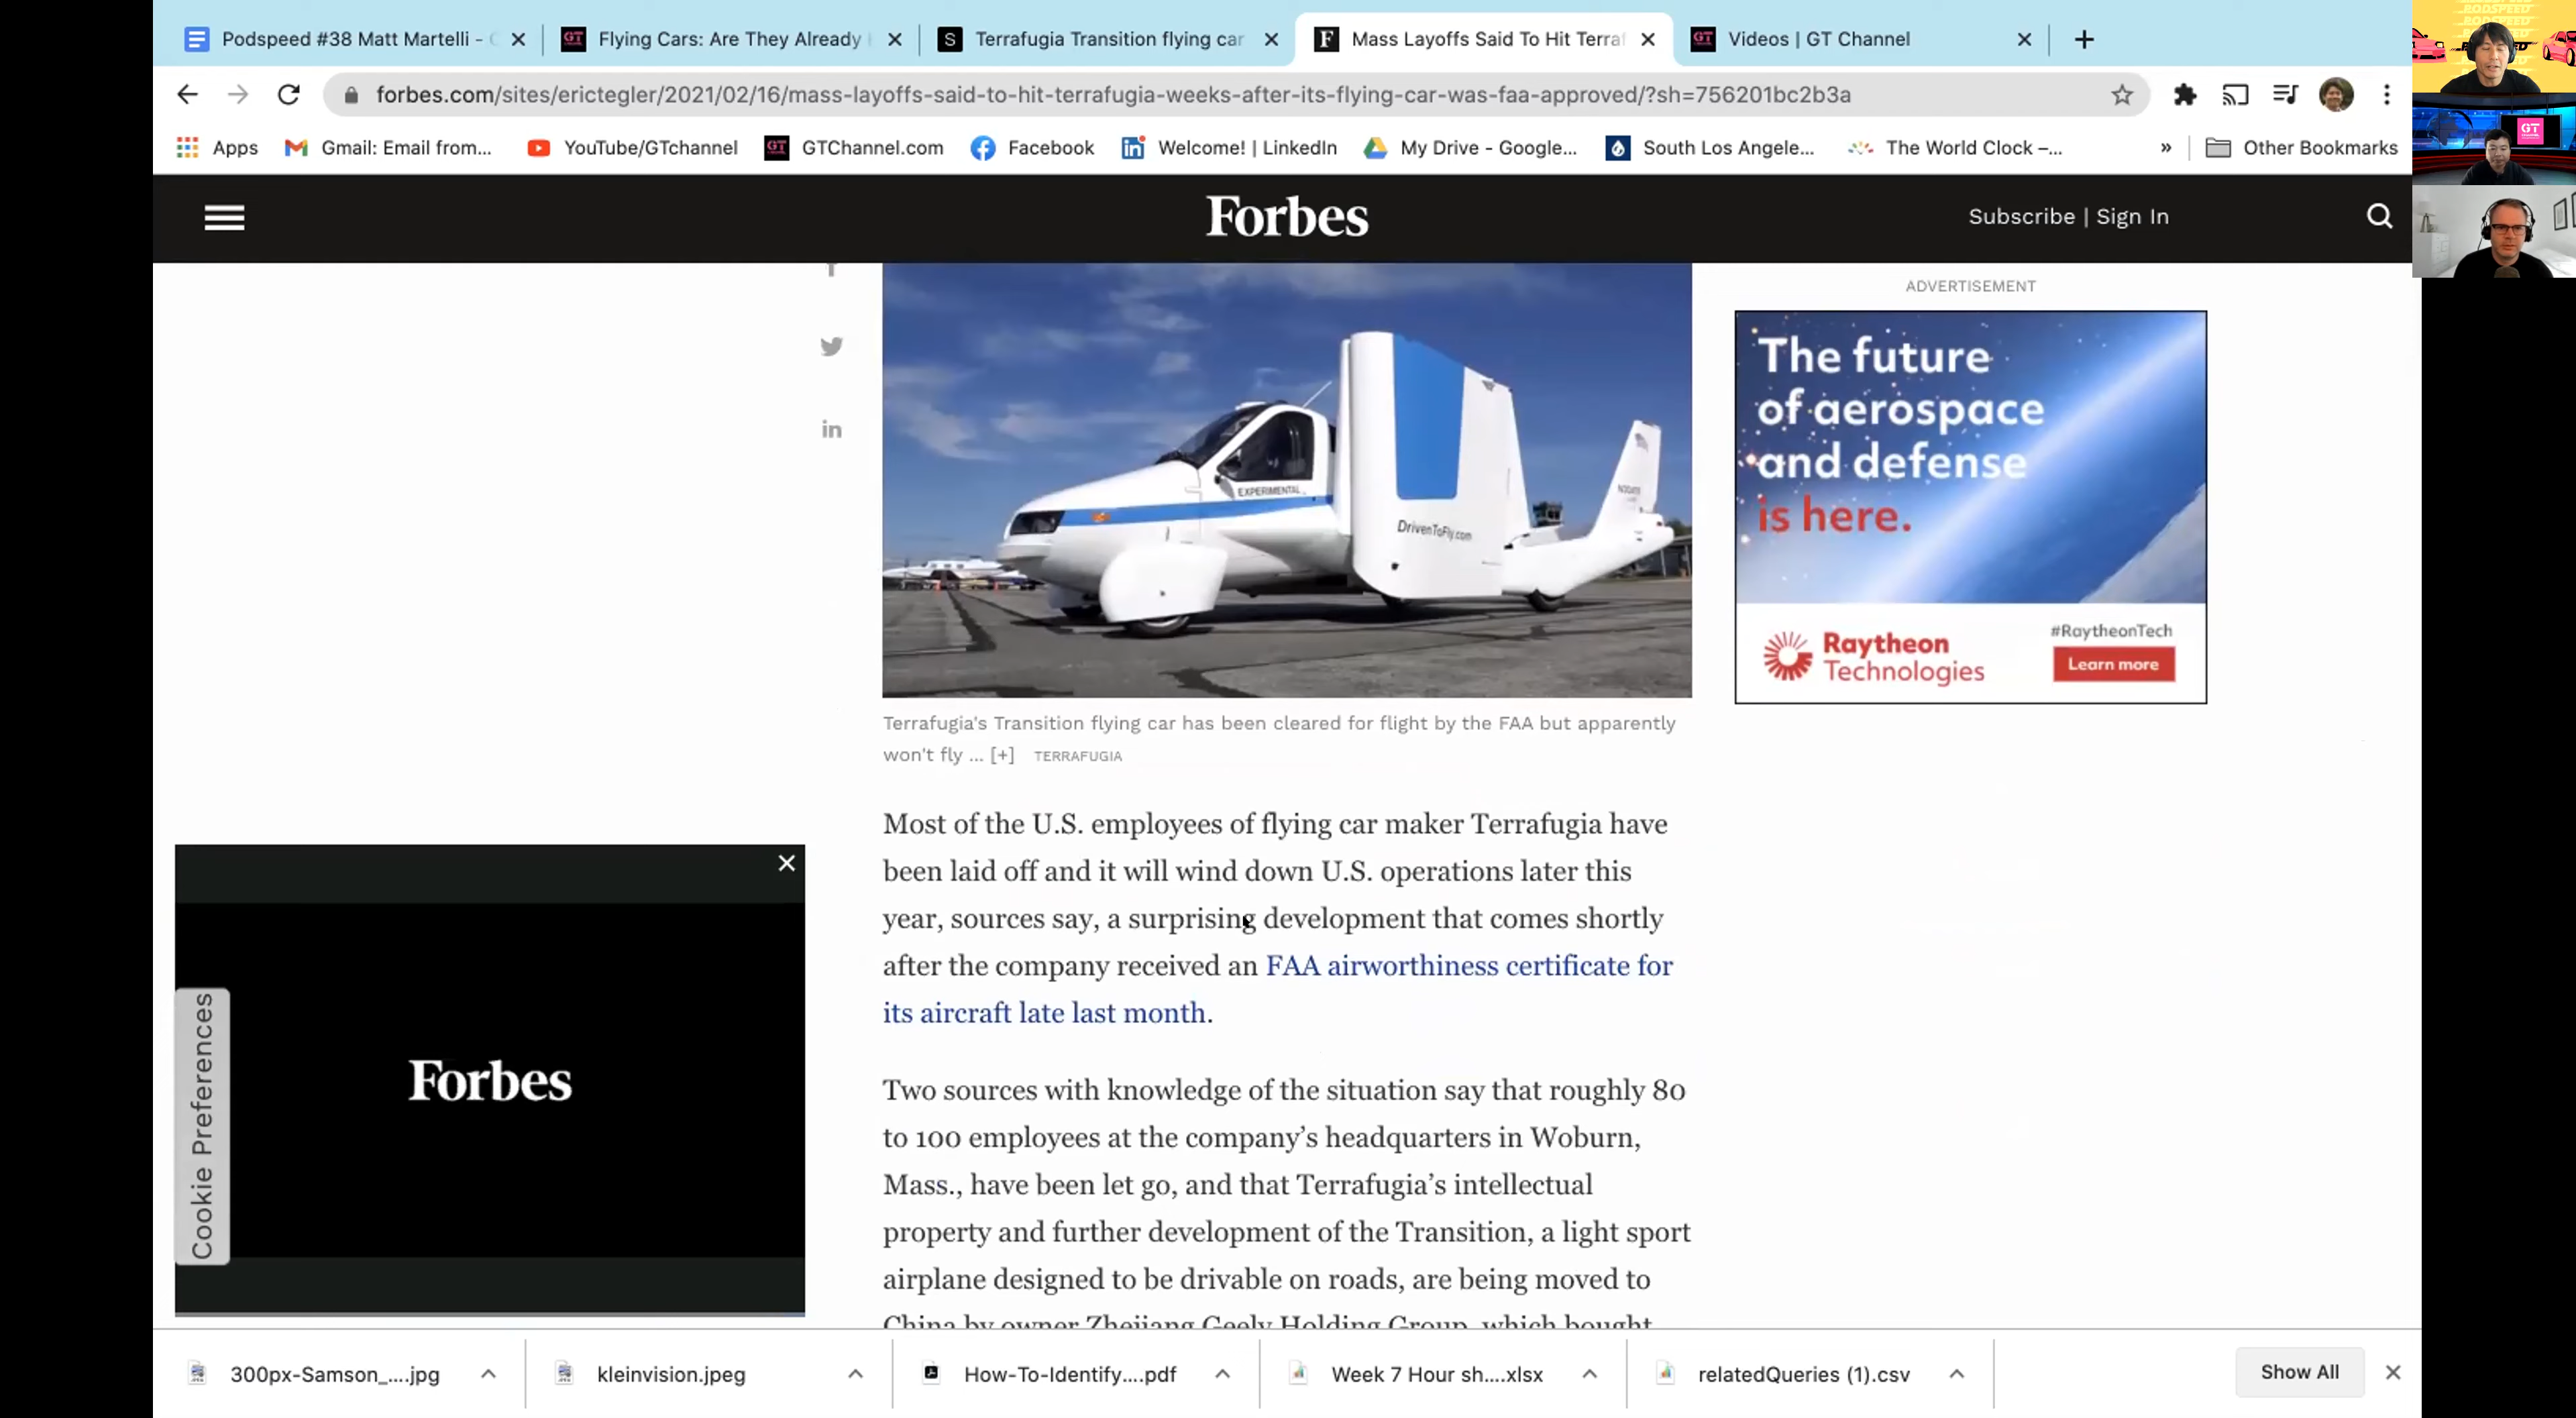 Podspeed #38 Matt Martelli -
Flying Cars: Are They Already
Terrafugia Transition flying car
Mass Layoffs Said To Hit Terraf
Videos | GT Channel
forbes.com/sites/erictegler/2021/02/16/mass-layoffs-said-to-hit-terrafugia-weeks-after-its-flying-car-was-faa-approved/?sh=756201bc2b3a
Apps
Gmail: Email from...
YouTube/GTchannel
GTChannel.com
Facebook
Welcome! | LinkedIn
My Drive - Google...
South Los Angele...
The World Clock –...
»
Other Bookmarks
Forbes
Subscribe | Sign In
EXPERIMENTAL
DrivenToFly.com
ADVERTISEMENT
The future
of aerospace
and defense
is here.
Raytheon
Technologies
#RaytheonTech
Learn more
Terrafugia's Transition flying car has been cleared for flight by the FAA but apparently
won't fly ... [+] TERRAFUGIA
Most of the U.S. employees of flying car maker Terrafugia have
been laid off and it will wind down U.S. operations later this
year, sources say, a surprising development that comes shortly
after the company received an FAA airworthiness certificate for
its aircraft late last month.
Two sources with knowledge of the situation say that roughly 80
to 100 employees at the company's headquarters in Woburn,
Mass., have been let go, and that Terrafugia's intellectual
property and further development of the Transition, a light sport
airplane designed to be drivable on roads, are being moved to
China by owner Zhejiang Geely Holding Group, which bought
Forbes
Cookie Preferences
300px-Samson_....jpg
kleinvision.jpeg
How-To-Identify....pdf
Week 7 Hour sh....xlsx
relatedQueries (1).csv
Show All
GT